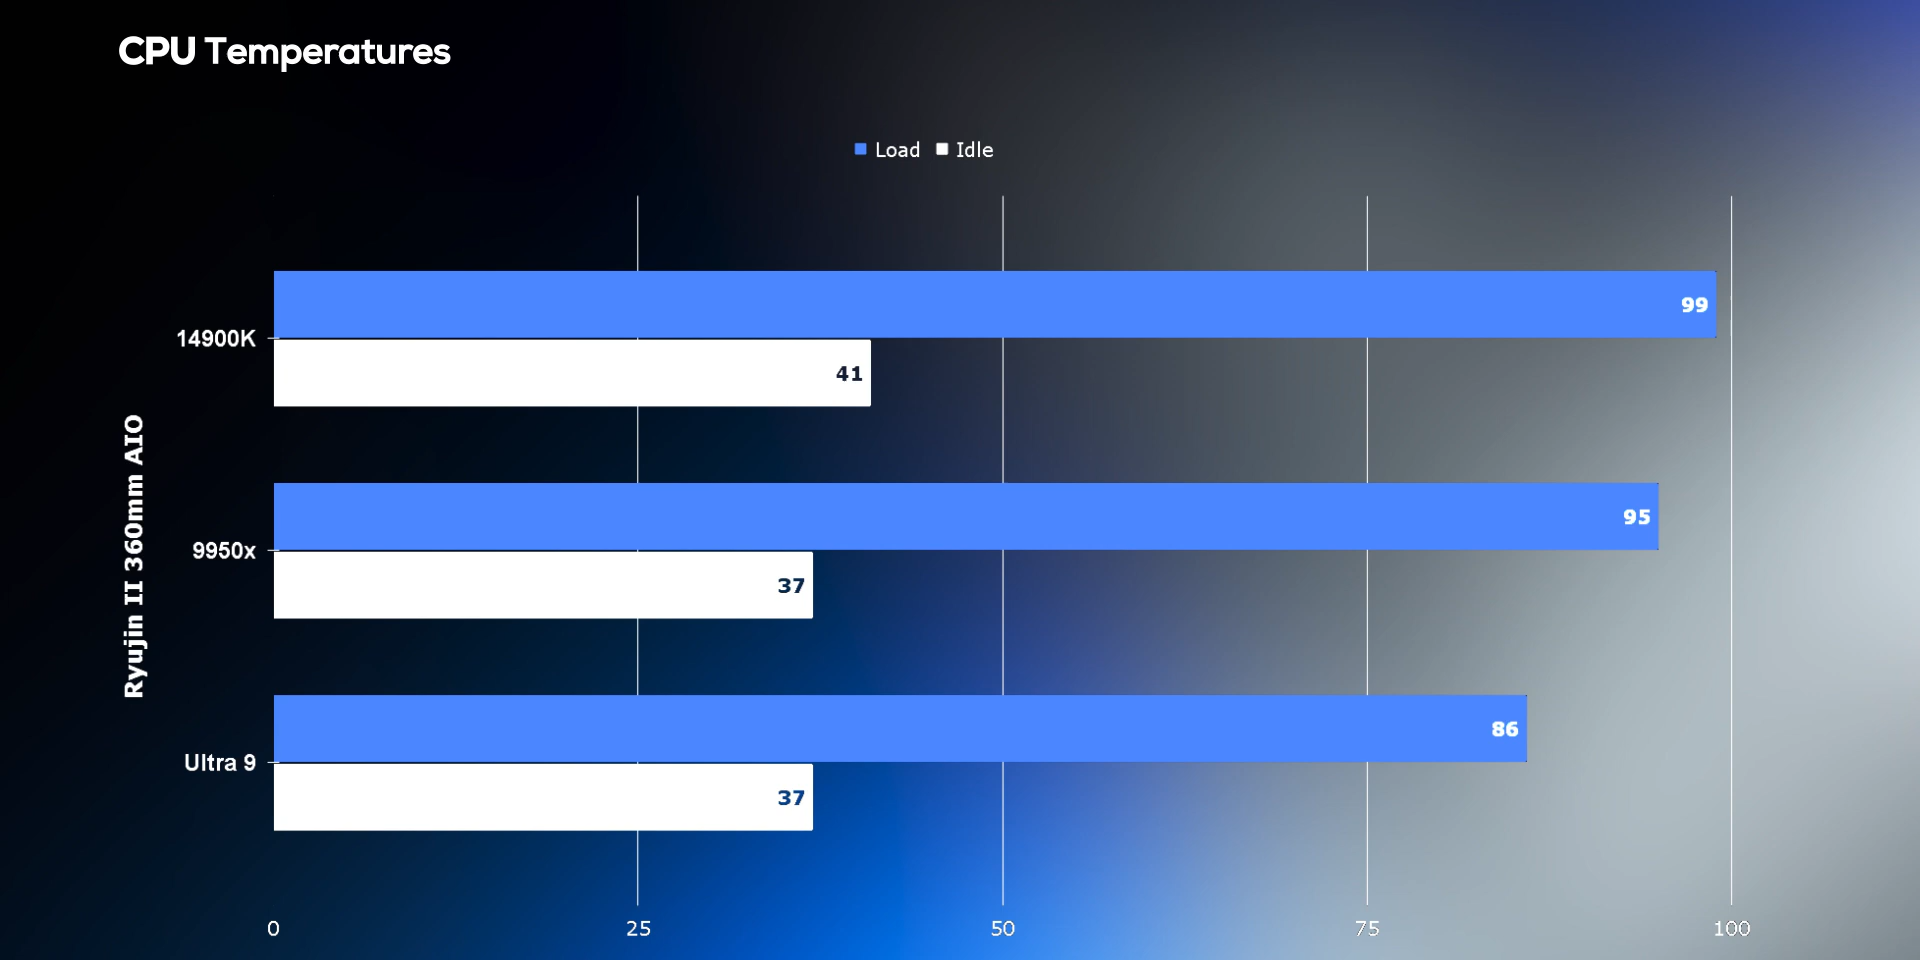 CPU Temperatures
Load
Idle
Ryujin II 360mm AIO
14900K
99
41
9950x
95
37
Ultra 9
86
37
0
25
50
75
100